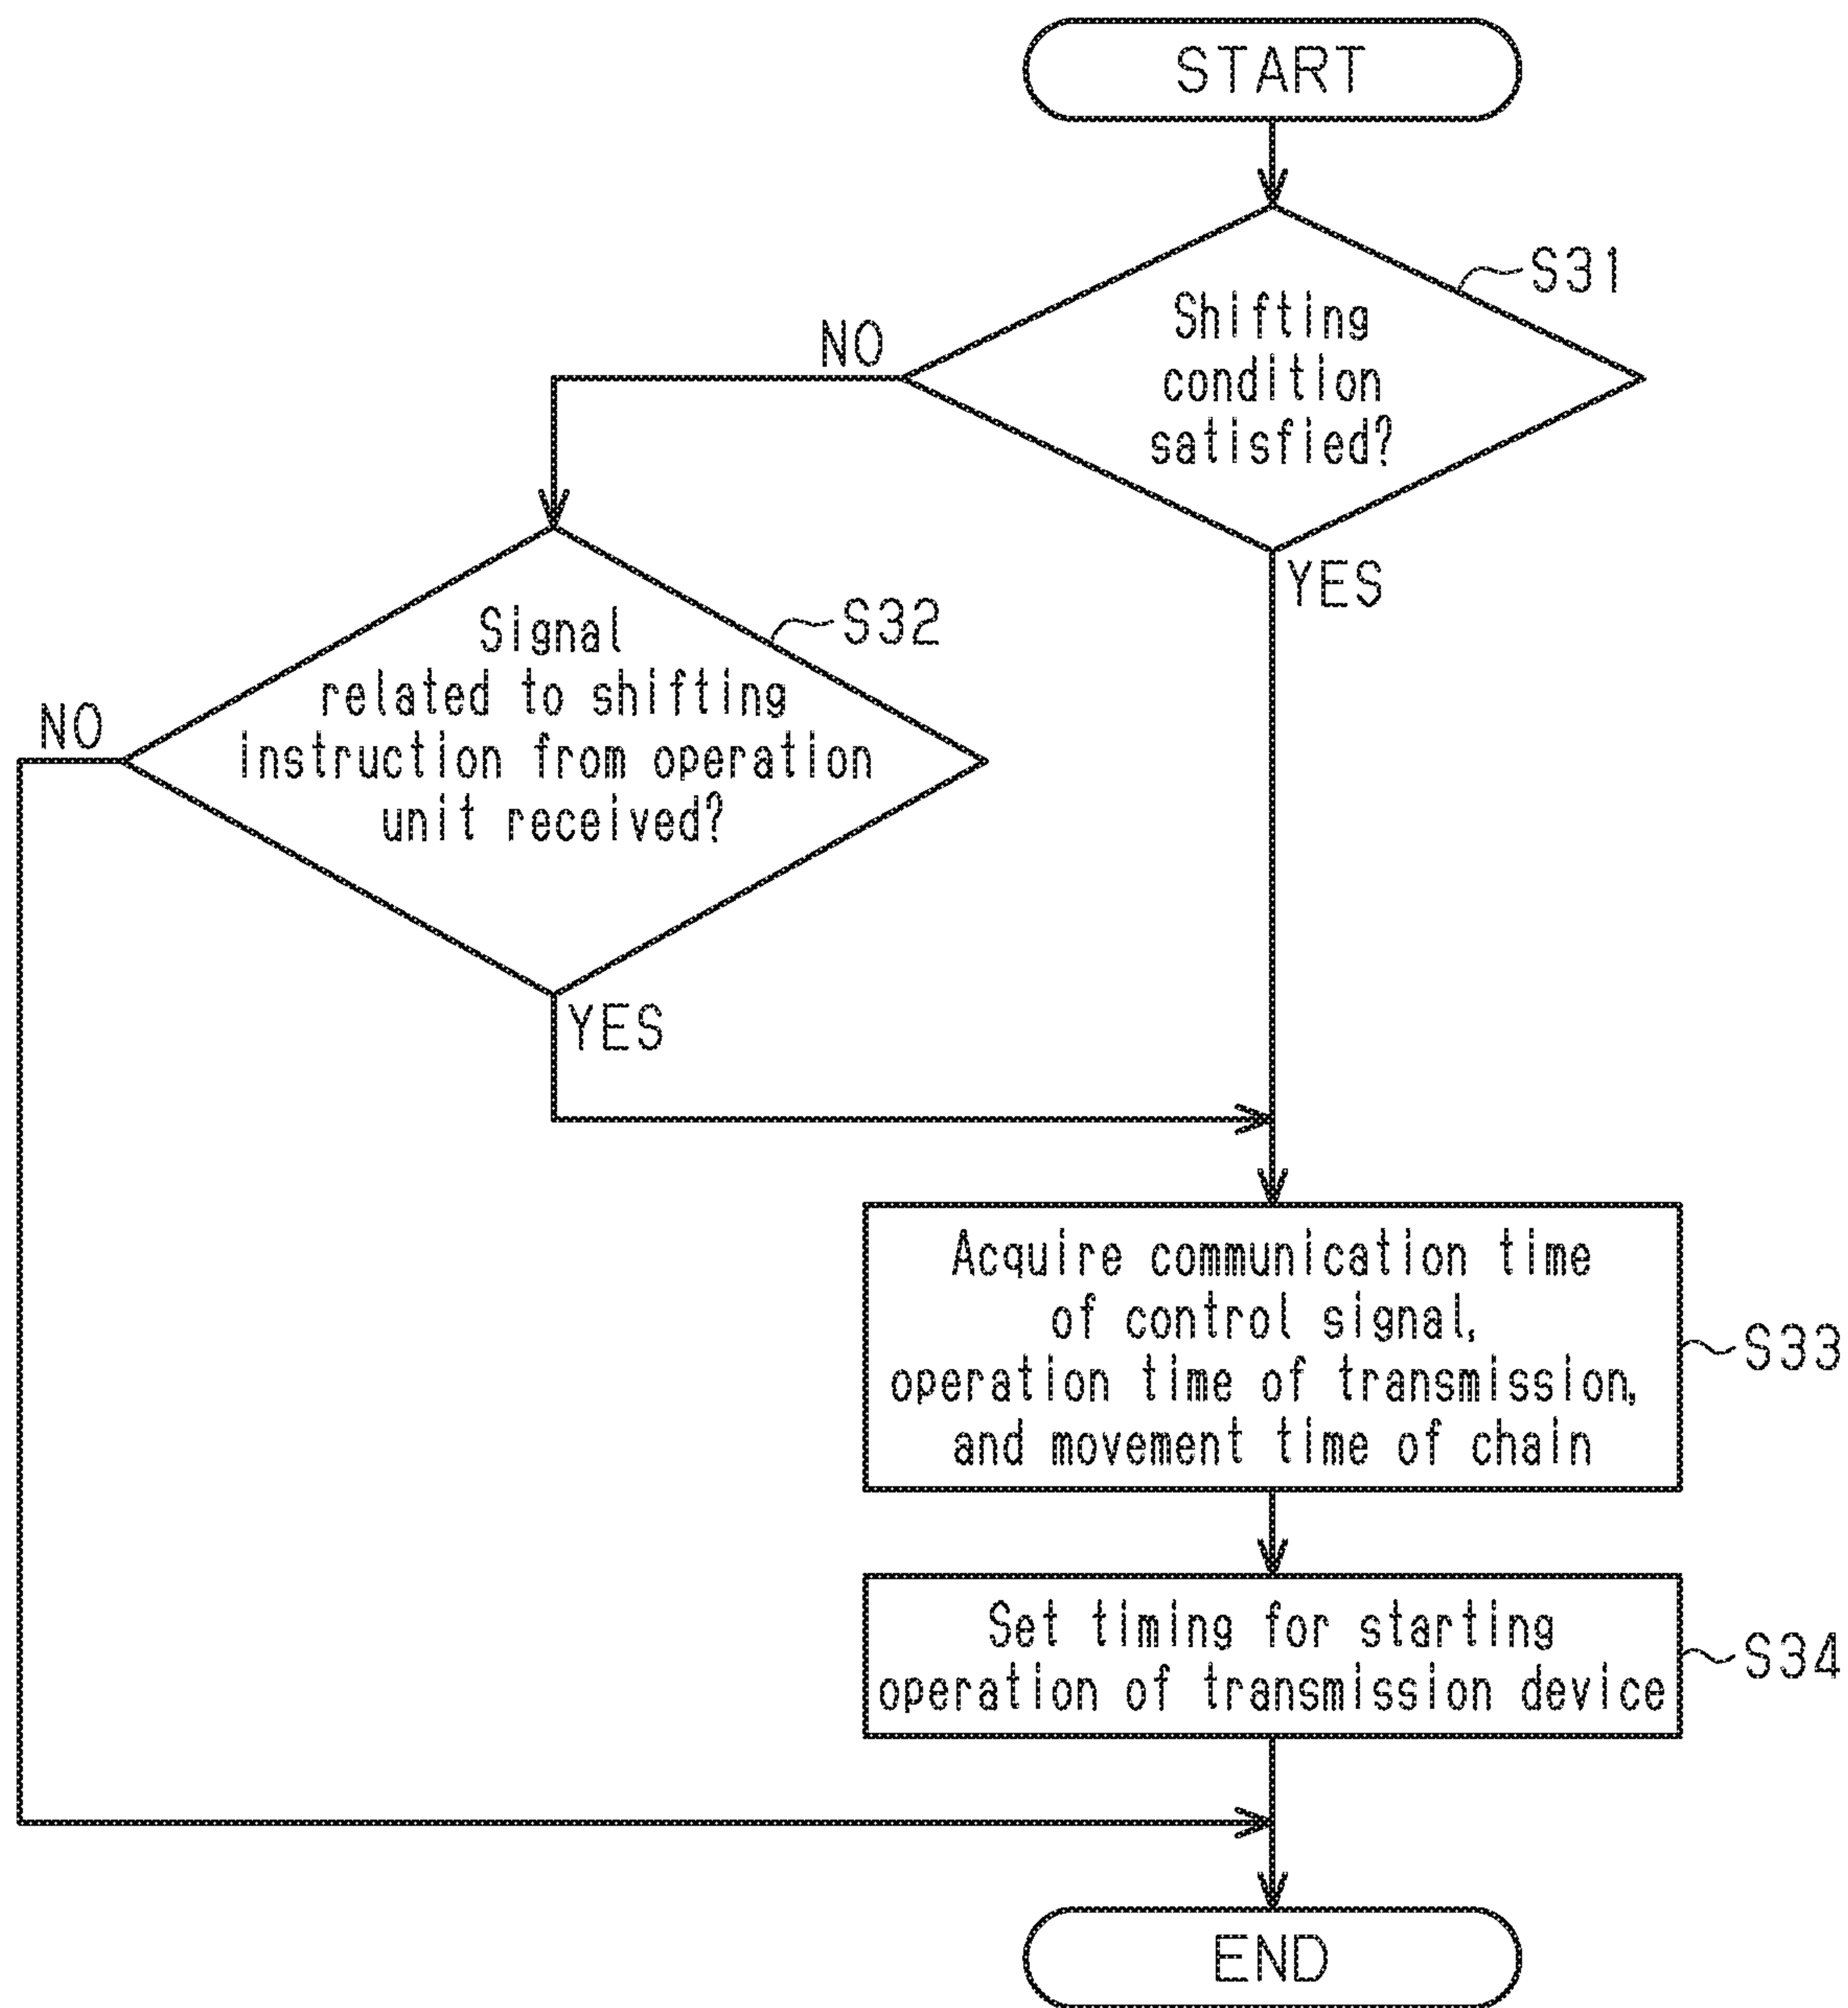 START
S31
Shifting
condition
satisfied?
NO
YES
S32
Signal
related to shifting
instruction from operation
unit received?
NO
YES
Acquire communication time
of control signal,
operation time of transmission,
and movement time of chain
S33
Set timing for starting
operation of transmission device
S34
END